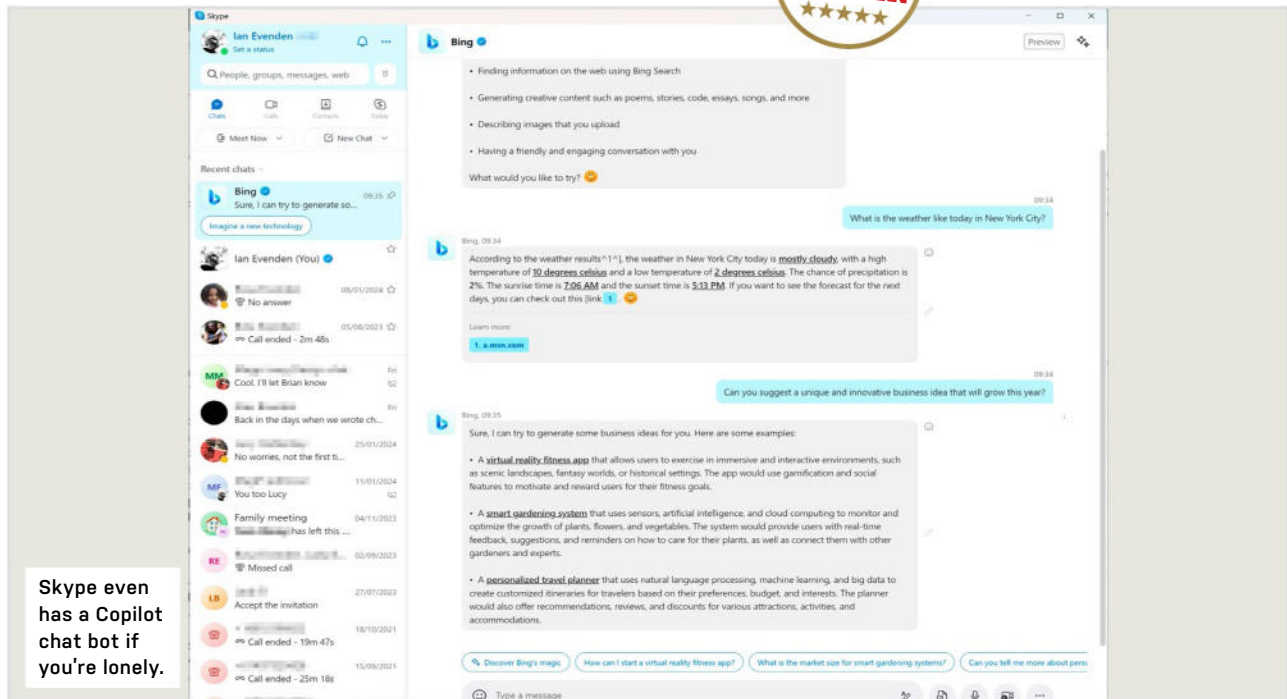 Skype
Ian Evenden
Set a status
People, groups, messages, web
Chats
Calls
Contacts
Today
Meet Now
New Chat
Recent chats
Bing
09:35
Sure, I can try to generate so...
Imagine a new technology
Ian Evenden (You)
08/01/2024
No answer
05/08/2023
Call ended - 2m 48s
MM
Fri
Cool. I'll let Brian know
Fri
Back in the days when we wrote ch...
25/01/2024
No worries, not the first ti...
MF
11/01/2024
You too Lucy
Family meeting
04/11/2023
has left this ...
RE
02/09/2023
Missed call
LB
27/07/2023
Accept the invitation
18/10/2021
Call ended - 19m 47s
15/09/2021
Call ended - 25m 18s
Bing
Preview
• Finding information on the web using Bing Search
• Generating creative content such as poems, stories, code, essays, songs, and more
• Describing images that you upload
• Having a friendly and engaging conversation with you
What would you like to try?
09:34
What is the weather like today in New York City?
Bing, 09:34
According to the weather results^1^], the weather in New York City today is mostly cloudy, with a high
temperature of 10 degrees celsius and a low temperature of 2 degrees celsius. The chance of precipitation is
2%. The sunrise time is 7:06 AM and the sunset time is 5:13 PM. If you want to see the forecast for the next
days, you can check out this (link 1 .
Learn more:
1. a.msn.com
09:34
Can you suggest a unique and innovative business idea that will grow this year?
Bing, 09:35
Sure, I can try to generate some business ideas for you. Here are some examples:
• A virtual reality fitness app that allows users to exercise in immersive and interactive environments, such
as scenic landscapes, fantasy worlds, or historical settings. The app would use gamification and social
features to motivate and reward users for their fitness goals.
• A smart gardening system that uses sensors, artificial intelligence, and cloud computing to monitor and
optimize the growth of plants, flowers, and vegetables. The system would provide users with real-time
feedback, suggestions, and reminders on how to care for their plants, as well as connect them with other
gardeners and experts.
• A personalized travel planner that uses natural language processing, machine learning, and big data to
create customized itineraries for travelers based on their preferences, budget, and interests. The planner
would also offer recommendations, reviews, and discounts for various attractions, activities, and
accommodations.
Discover Bing's magic
How can I start a virtual reality fitness app?
What is the market size for smart gardening systems?
Can you tell me more about pers
Type a message
Skype even
has a Copilot
chat bot if
you're lonely.